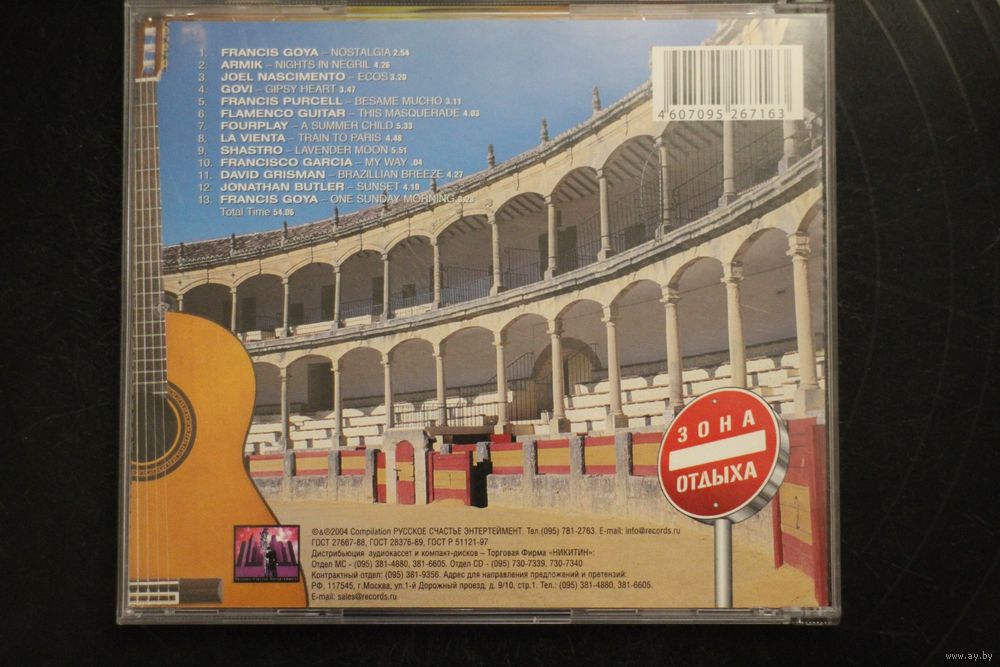 1. FRANCIS GOYA – NOSTALGIA 2.54
2. ARMIK – NIGHTS IN NEGRIL 4.26
3. JOEL NASCIMENTO – ECOS 3.20
4. GOVI – GIPSY HEART 3.47
5. FRANCIS PURCELL – BESAME MUCHO 3.11
6. FLAMENCO GUITAR – THIS MASQUERADE 4.03
7. FOURPLAY – A SUMMER CHILD 5.33
8. LA VIENTA – TRAIN TO PARIS 4.48
9. SHASTRO – LAVENDER MOON 5.51
10. FRANCISCO GARCIA – MY WAY .04
11. DAVID GRISMAN – BRAZILLIAN BREEZE 4.27
12. JONATHAN BUTLER – SUNSET 4.10
13. FRANCIS GOYA – ONE SUNDAY MORNING
Total Time 54.06
4607095 267163
ЗОНА
ОТДЫХА
©&℗2004 Compilation РУССКОЕ СЧАСТЬЕ ЭНТЕРТЕЙМЕНТ. Тел.(095) 781-2763. E-mail: info@records.ru
ГОСТ 27667-88, ГОСТ 28376-89, ГОСТ Р 51121-97
Дистрибьюция аудиокассет и компакт-дисков – Торговая Фирма «НИКИТИН»:
Отдел МС - (095) 381-4880, 381-6605. Отдел CD - (095) 730-7339, 730-7340
Контрактный отдел: (095) 381-9356. Адрес для направления предложений и претензий:
РФ, 117545, г.Москва, ул.1-й Дорожный проезд, д. 9/10, стр.1. Тел.: (095) 381-4880, 381-6605.
E-mail: sales@records.ru
www.ay.by